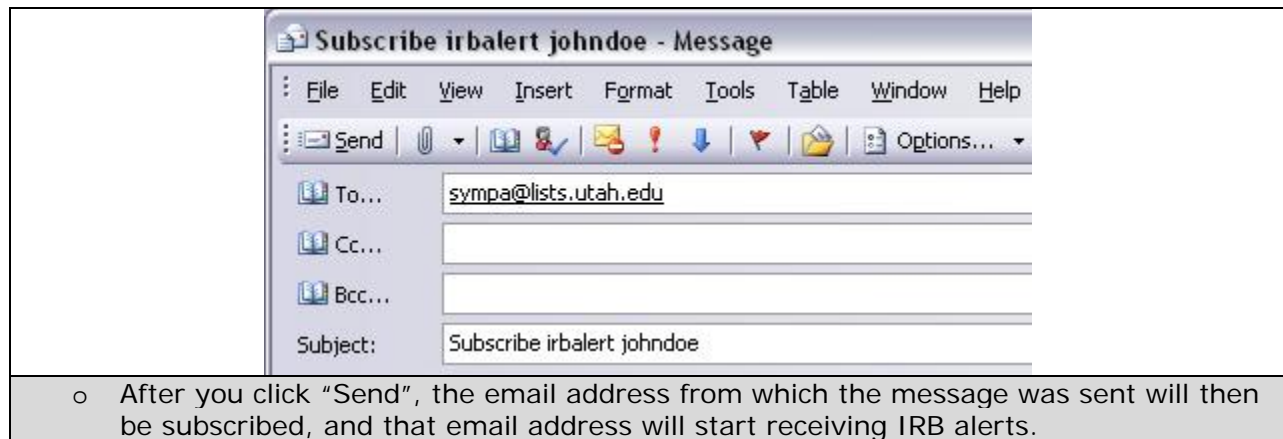 Subscribe irbalert johndoe - Message
File Edit View Insert Format Tools Table Window Help
Send Options...
To... sympa@lists.utah.edu
Cc...
Bcc...
Subject: Subscribe irbalert johndoe
o After you click “Send”, the email address from which the message was sent will then
be subscribed, and that email address will start receiving IRB alerts.